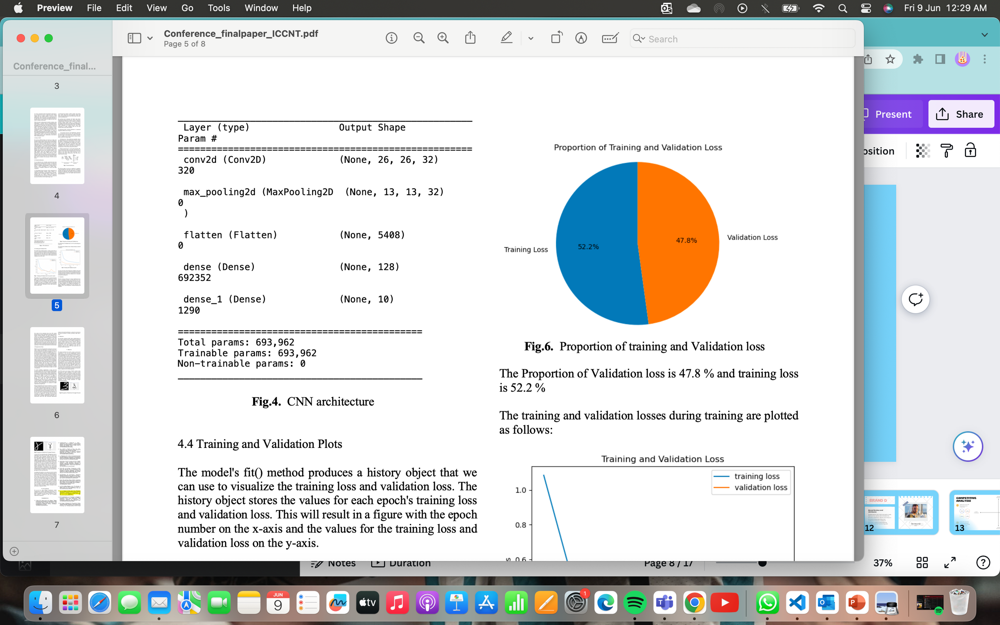 Preview File Edit View Go Tools Window Help
Fri 9 Jun 12:29 AM
Conference_final...
3
4
5
6
7
Conference_finalpaper_ICCNT.pdf
Page 5 of 8
Search
Layer (type) Output Shape
Param #
=====================================================
conv2d (Conv2D) (None, 26, 26, 32)
320
max_pooling2d (MaxPooling2D (None, 13, 13, 32)
0
)
flatten (Flatten) (None, 5408)
0
dense (Dense) (None, 128)
692352
dense_1 (Dense) (None, 10)
1290
============================================
Total params: 693,962
Trainable params: 693,962
Non-trainable params: 0
Fig.4. CNN architecture
4.4 Training and Validation Plots
The model's fit() method produces a history object that we
can use to visualize the training loss and validation loss. The
history object stores the values for each epoch's training loss
and validation loss. This will result in a figure with the epoch
number on the x-axis and the values for the training loss and
validation loss on the y-axis.
Proportion of Training and Validation Loss
Training Loss
52.2%
47.8%
Validation Loss
Fig.6. Proportion of training and Validation loss
The Proportion of Validation loss is 47.8 % and training loss
is 52.2 %
The training and validation losses during training are plotted
as follows:
Training and Validation Loss
training loss
validation loss
1.0
0.8
0.6
Present
Share
osition
BRAND D
Brand Review and
Attributes
12
COMPETITIVE
ANALYSIS
13
Notes
Duration
Page 8 / 17
37%
JUN
9
tv
1